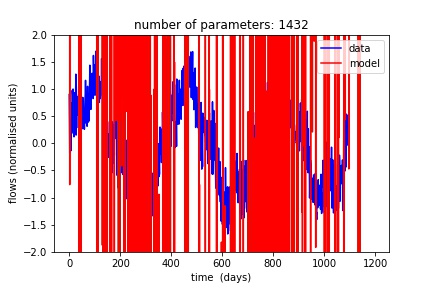 number of parameters: 1432
data
model
2.0
1.5
1.0
0.5
0.0
-0.5
-1.0
-1.5
-2.0
flows (normalised units)
0 200 400 600 800 1000 1200
time (days)